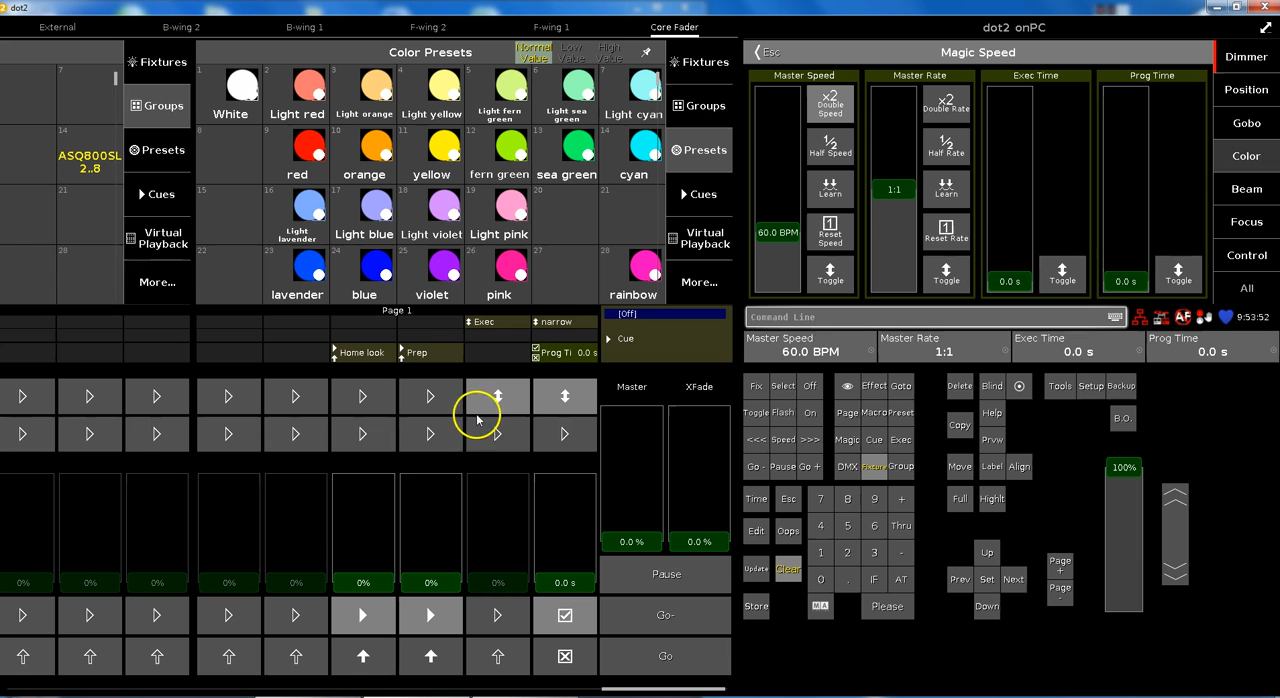 dot2
External
B-wing 2
B-wing 1
F-wing 2
F-wing 1
Core Fader
dot2 onPC
7
14
ASQ800SL
2..8
21
28
Fixtures
Groups
Presets
Cues
Virtual
Playback
More...
Color Presets
Normal
Value
Low
Value
High
Value
1
White
2
Light red
3
Light orange
4
Light yellow
5
Light fern
green
6
Light sea
green
7
Light cyan
8
9
red
10
orange
11
yellow
12
fern green
13
sea green
14
cyan
15
16
Light
lavender
17
Light blue
18
Light violet
19
Light pink
20
21
22
23
lavender
24
blue
25
violet
26
pink
27
28
rainbow
Fixtures
Groups
Presets
Cues
Virtual
Playback
More...
Esc
Magic Speed
Master Speed
60.0 BPM
x2
Double
Speed
1/2
Half Speed
Learn
1
Reset
Speed
Toggle
Master Rate
1:1
x2
Double Rate
1/2
Half Rate
Learn
1
Reset Rate
Toggle
Exec Time
0.0 s
Toggle
Prog Time
0.0 s
Toggle
Dimmer
Position
Gobo
Color
Beam
Focus
Control
All
Page 1
Exec
narrow
Home look
Prep
Prog Ti 0.0 s
[Off]
Cue
Command Line
AF
9:53:52
Master Speed
60.0 BPM
Master Rate
1:1
Exec Time
0.0 s
Prog Time
0.0 s
Master
XFade
0.0 %
0.0 %
Pause
Go-
Go
0%
0%
0%
0%
0%
0%
0%
0%
0.0 s
Fix
Select
Off
Effect
Goto
Delete
Blind
Tools
Setup
Backup
Toggle
Flash
On
Page
Macro
Preset
Copy
Help
B.O.
<<<
Speed
>>>
Magic
Cue
Exec
Prvw
Go -
Pause
Go +
DMX
Fixture
Group
Move
Label
Align
100%
Time
Esc
7
8
9
+
Full
Highlt
Edit
Oops
4
5
6
Thru
Update
Clear
1
2
3
-
Up
Page
+
0
.
IF
AT
Prev
Set
Next
Page
-
Store
MA
Please
Down